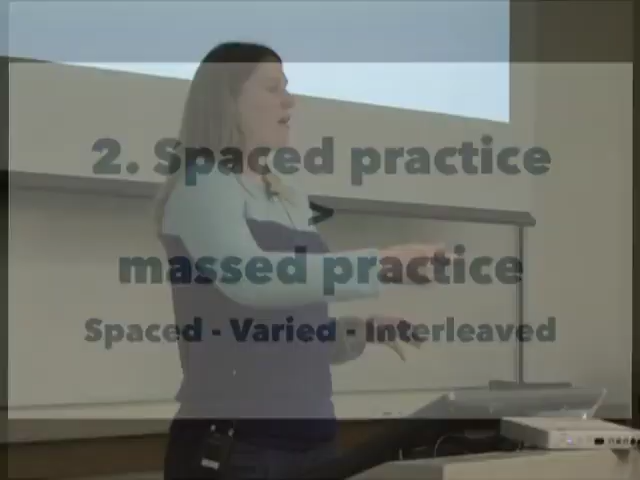 2. Spaced practice
>
massed practice
Spaced - Varied - Interleaved